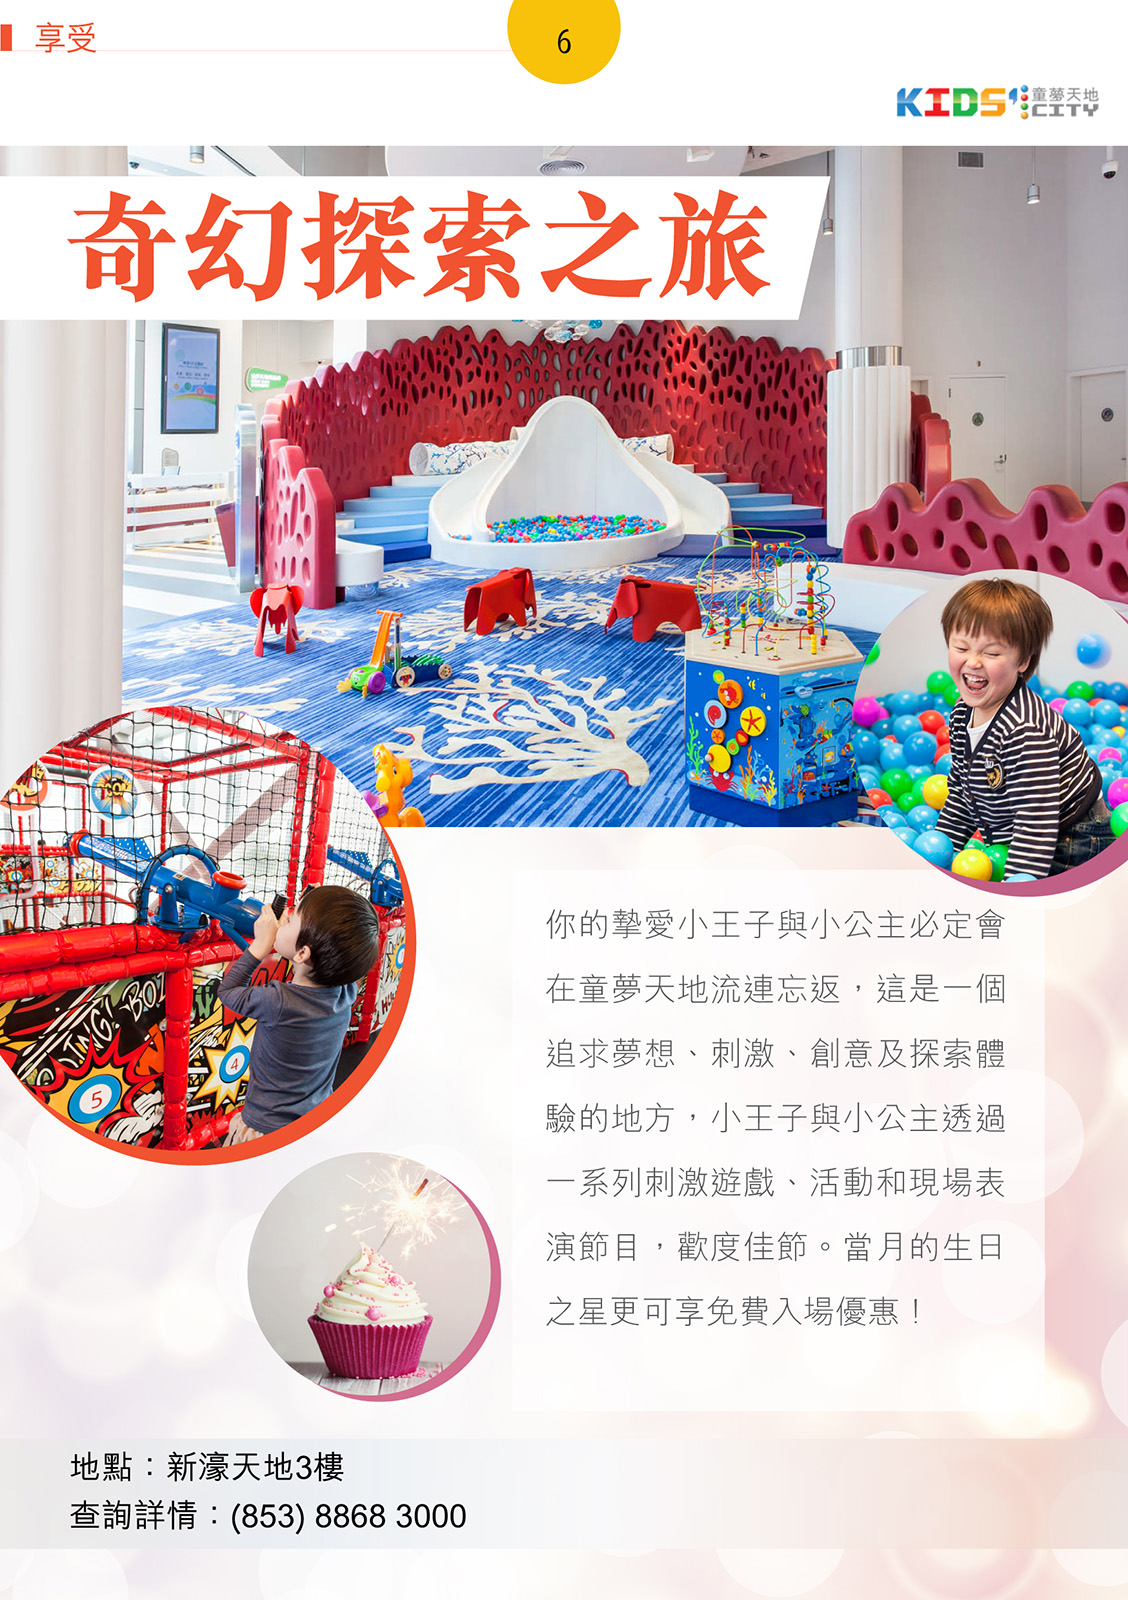 享受
6
KIDS' 童夢天地
CITY
奇幻探索之旅
5
4
你的摯愛小王子與小公主必定會
在童夢天地流連忘返，這是一個
追求夢想、刺激、創意及探索體
驗的地方，小王子與小公主透過
一系列刺激遊戲、活動和現場表
演節目，歡度佳節。當月的生日
之星更可享免費入場優惠！
地點：新濠天地3樓
查詢詳情：(853) 8868 3000